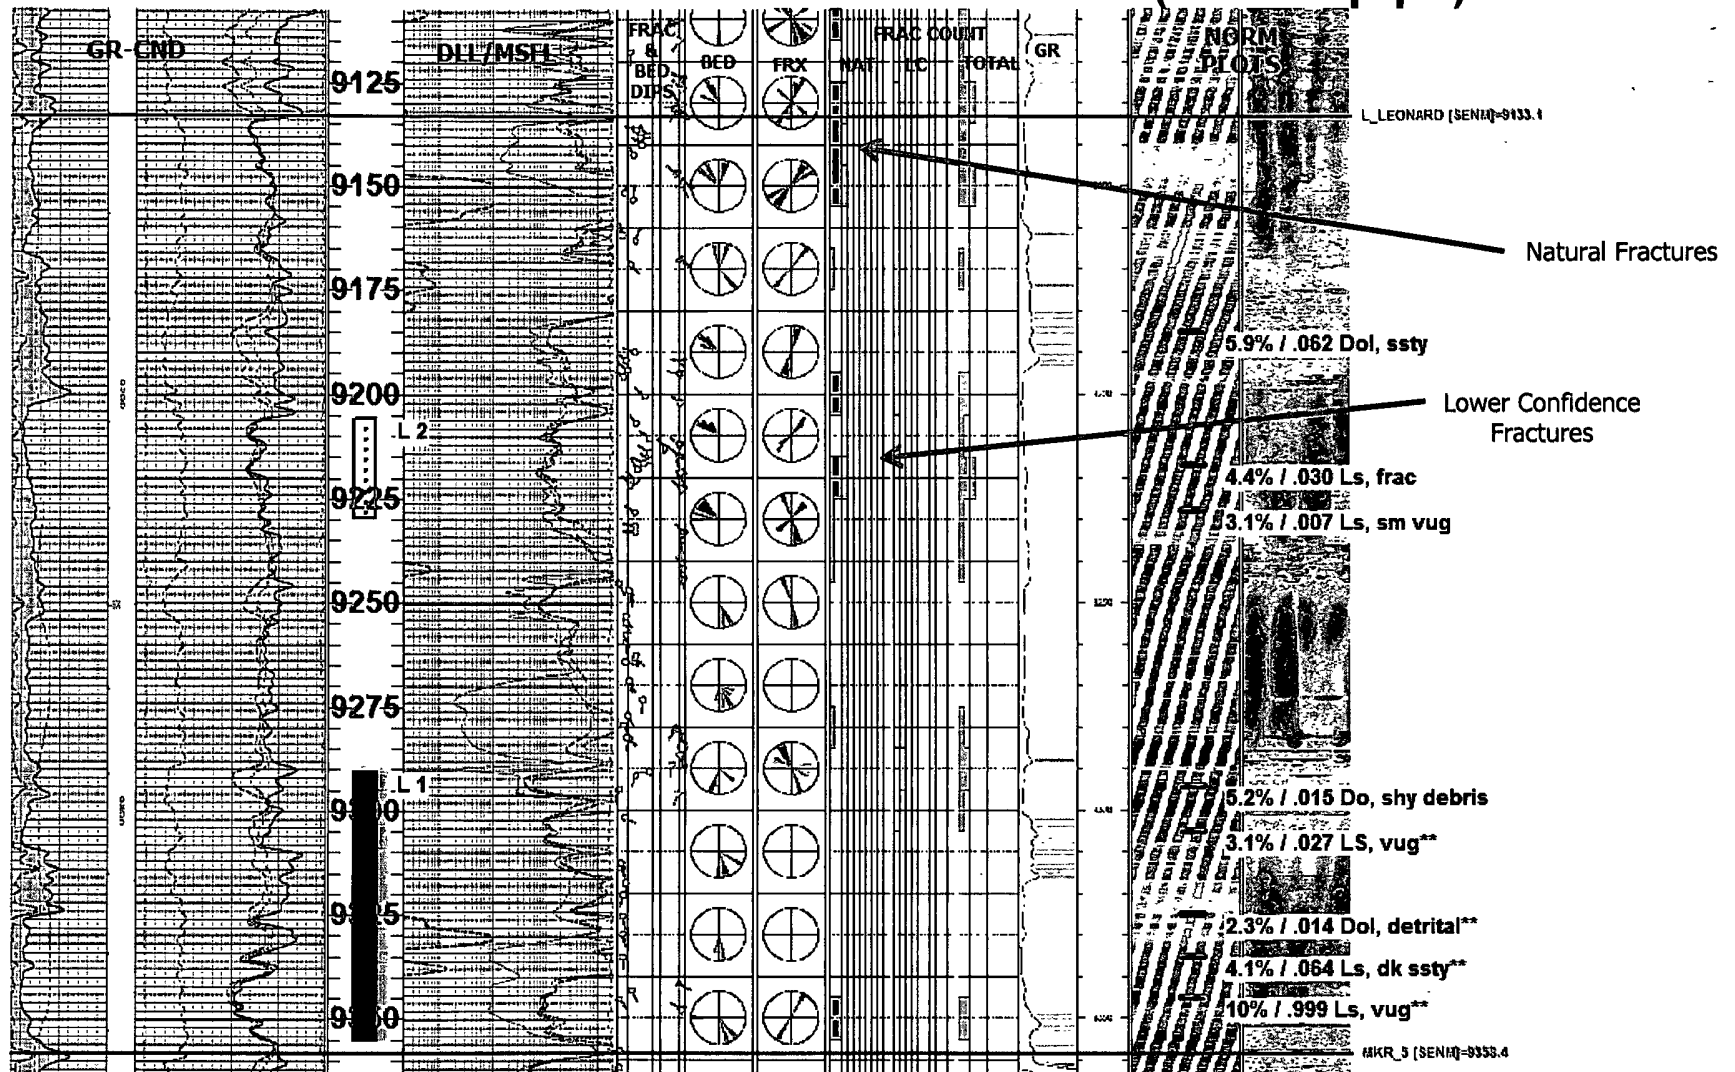 GR-CND
DLL/MSFL
FRAC
&
BED
DIPS
BED
FRX
FRAC COUNT
NAT
LC
TOTAL
GR
NORM
PLOTS
9125
L_LEONARD [SENM]=9133.1
9150
Natural Fractures
9175
5.9% / .062 Dol, ssty
9200
Lower Confidence
Fractures
L 2
4.4% / .030 Ls, frac
9225
3.1% / .007 Ls, sm vug
9250
9275
L 1
5.2% / .015 Do, shy debris
9300
3.1% / .027 LS, vug**
9325
2.3% / .014 Dol, detrital**
4.1% / .064 Ls, dk ssty**
10% / .999 Ls, vug**
9350
MKR_5 [SENM]=9358.4